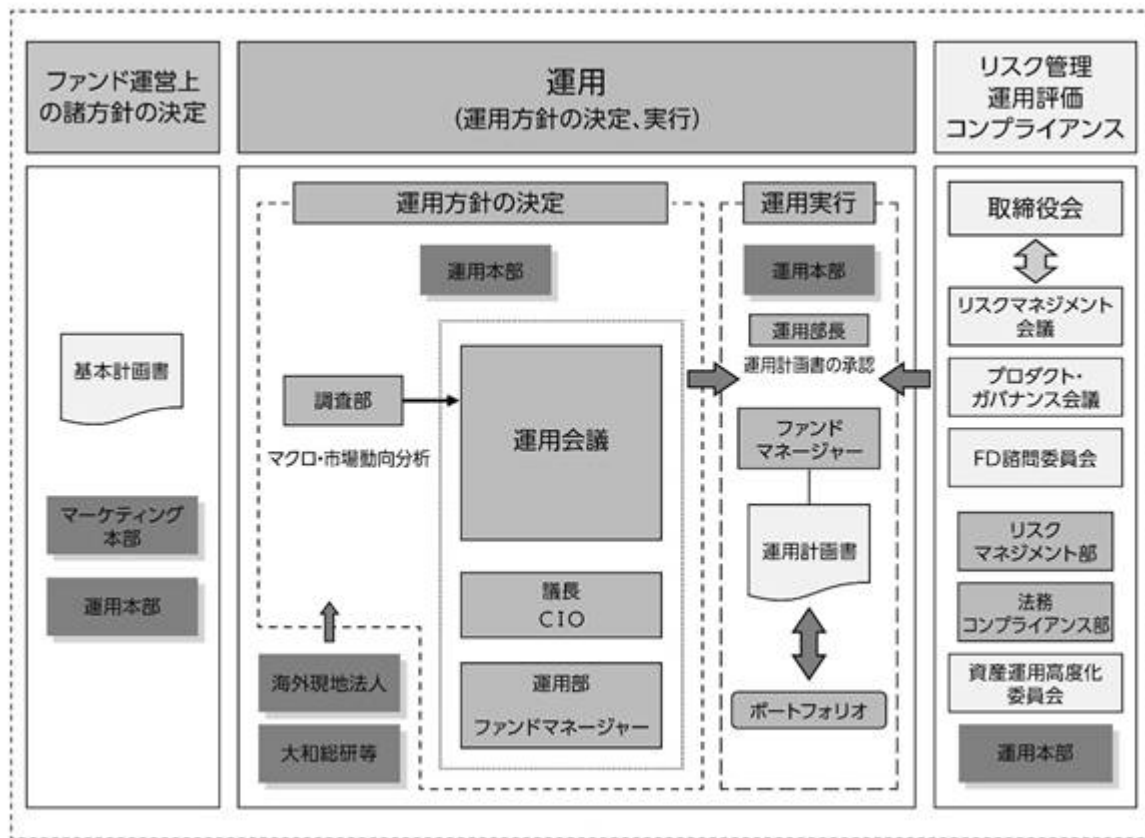 ファンド運営上
の諸方針の決定
運用
(運用方針の決定、実行)
リスク管理
運用評価
コンプライアンス
基本計画書
マーケティング
本部
運用本部
運用方針の決定
運用本部
調査部
マクロ・市場動向分析
運用会議
議長
CIO
運用部
ファンドマネージャー
海外現地法人
大和総研等
運用実行
運用本部
運用部長
運用計画書の承認
ファンド
マネージャー
運用計画書
ポートフォリオ
取締役会
リスクマネジメント
会議
プロダクト・
ガバナンス会議
FD諮問委員会
リスク
マネジメント部
法務
コンプライアンス部
資産運用高度化
委員会
運用本部